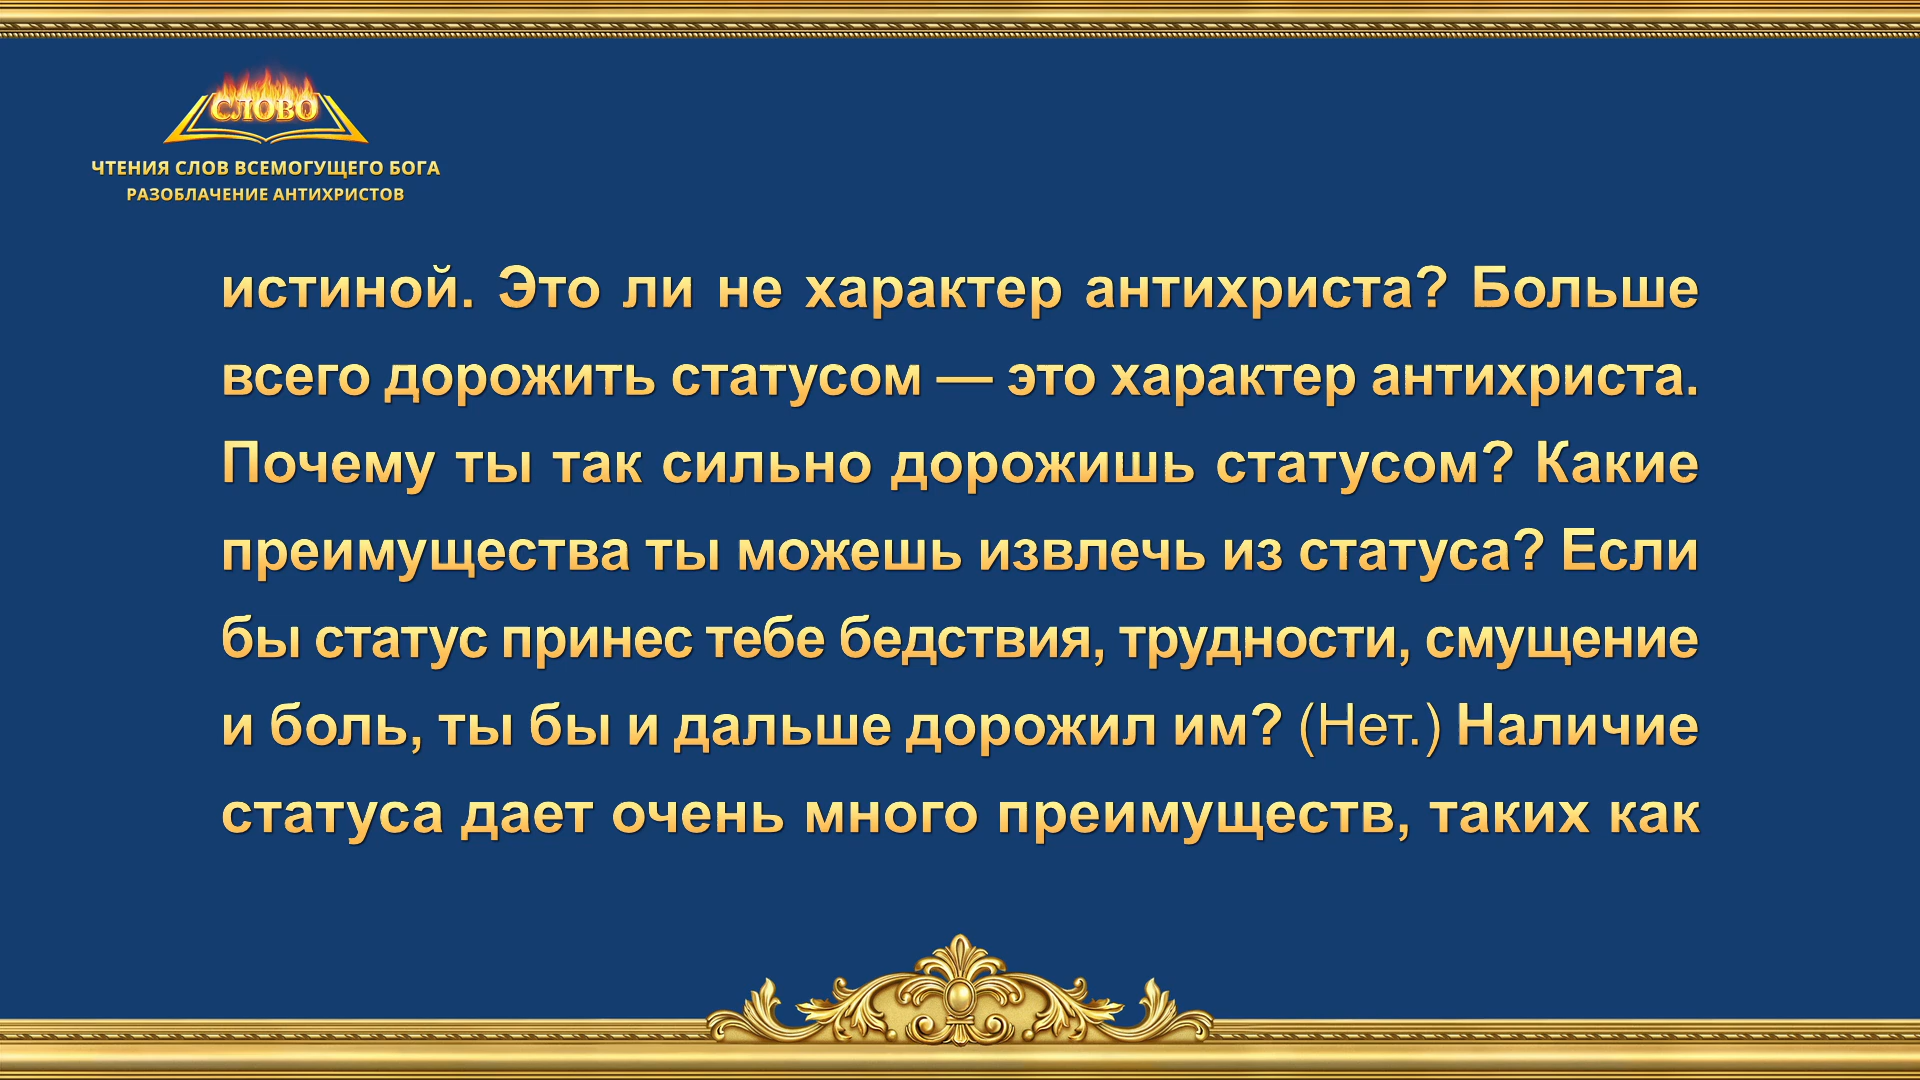 СЛОВО
ЧТЕНИЯ СЛОВ ВСЕМОГУЩЕГО БОГА
РАЗОБЛАЧЕНИЕ АНТИХРИСТОВ
истиной. Это ли не характер антихриста? Больше
всего дорожить статусом — это характер антихриста.
Почему ты так сильно дорожишь статусом? Какие
преимущества ты можешь извлечь из статуса? Если
бы статус принес тебе бедствия, трудности, смущение
и боль, ты бы и дальше дорожил им? (Нет.) Наличие
статуса дает очень много преимуществ, таких как